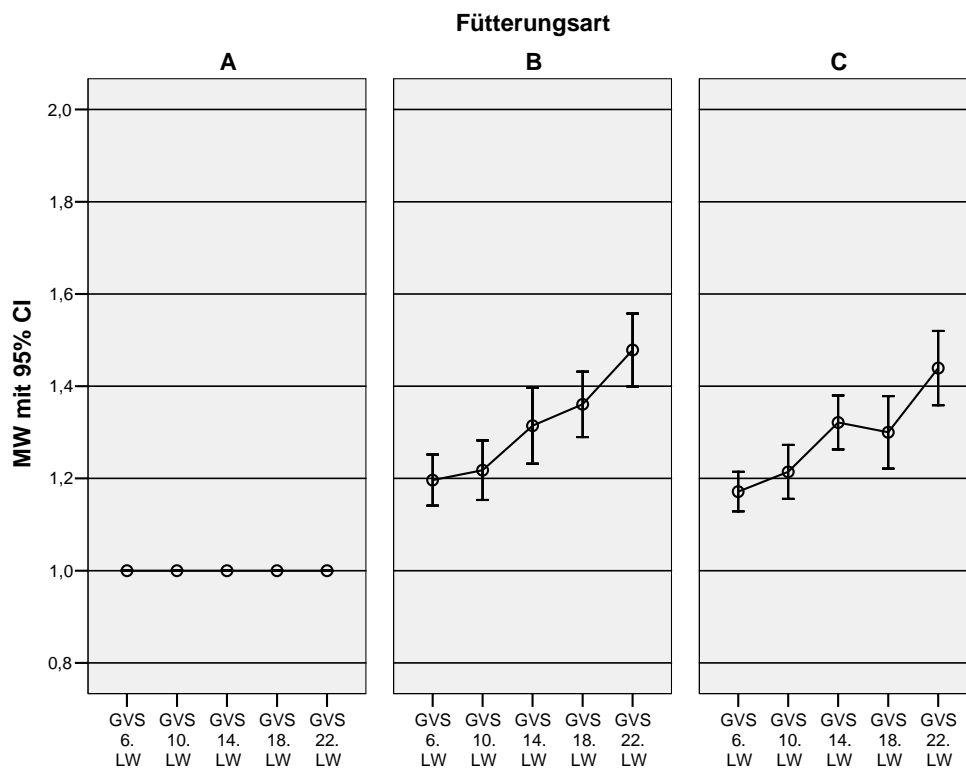 Fütterungsart
A B C
MW mit 95% CI
2,0
1,8
1,6
1,4
1,2
1,0
0,8
GVS GVS GVS GVS GVS GVS GVS GVS GVS GVS GVS GVS GVS GVS GVS
6. 10. 14. 18. 22. 6. 10. 14. 18. 22. 6. 10. 14. 18. 22.
LW LW LW LW LW LW LW LW LW LW LW LW LW LW LW